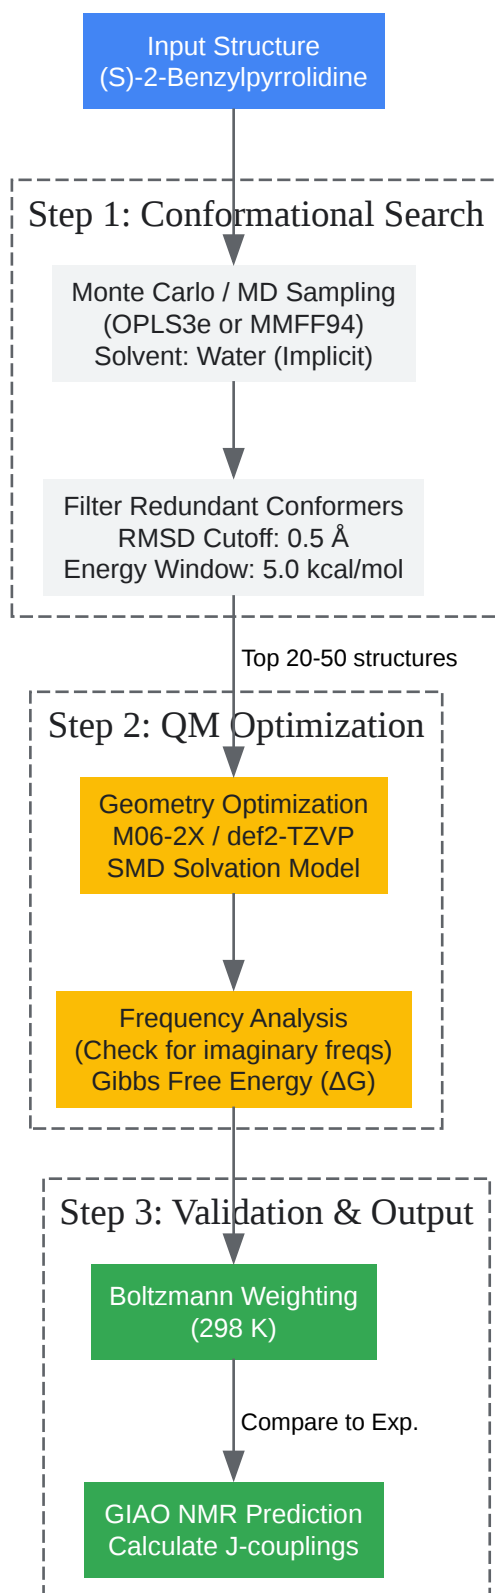 Input Structure
(S)-2-Benzylpyrrolidine
Step 1: Conformational Search
Monte Carlo / MD Sampling
(OPLS3e or MMFF94)
Solvent: Water (Implicit)
Filter Redundant Conformers
RMSD Cutoff: 0.5 Å
Energy Window: 5.0 kcal/mol
Top 20-50 structures
Step 2: QM Optimization
Geometry Optimization
M06-2X / def2-TZVP
SMD Solvation Model
Frequency Analysis
(Check for imaginary freqs)
Gibbs Free Energy (ΔG)
Step 3: Validation & Output
Boltzmann Weighting
(298 K)
Compare to Exp.
GIAO NMR Prediction
Calculate J-couplings